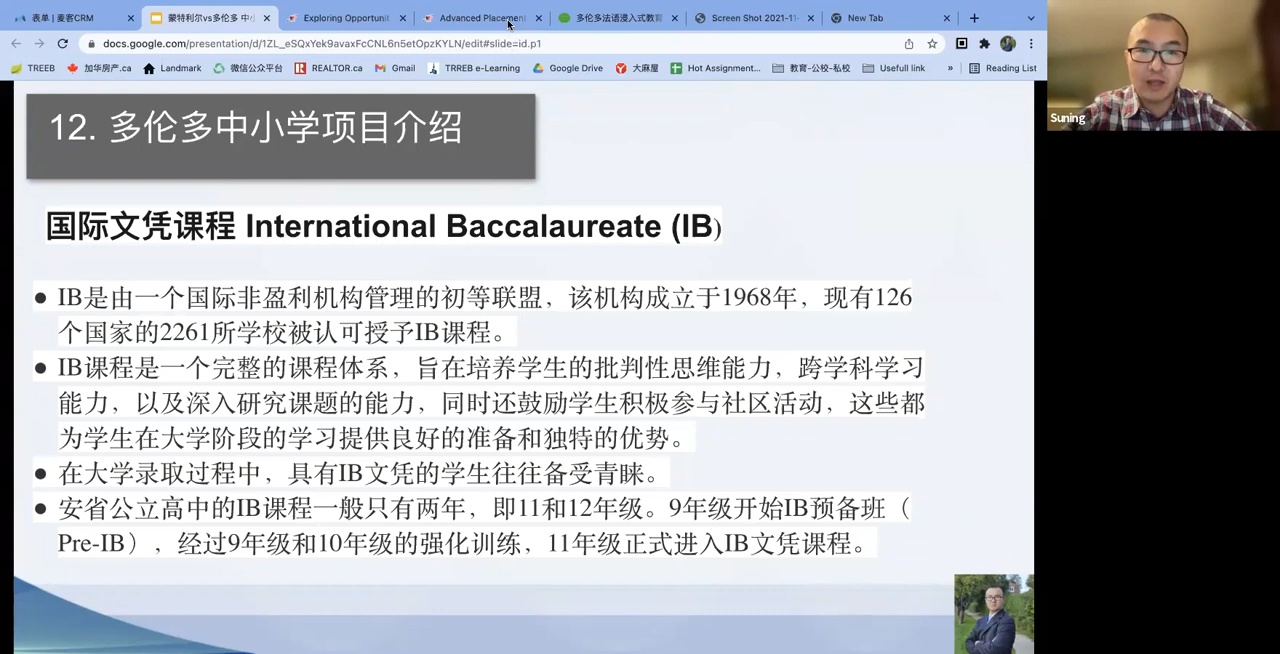 表单 | 麦客CRM
蒙特利尔vs多伦多 中小
Exploring Opportunit
Advanced Placement
多伦多法语浸入式教育
Screen Shot 2021-11-
New Tab
docs.google.com/presentation/d/1ZL_eSQxYek9avaxFcCNL6n5etOpzKYLN/edit#slide=id.p1
TREEB
加华房产.ca
Landmark
微信公众平台
REALTOR.ca
Gmail
TRREB e-Learning
Google Drive
大麻屋
Hot Assignment...
教育-公校-私校
Usefull link
»
Reading List
Suning
12. 多伦多中小学项目介绍
国际文凭课程 International Baccalaureate (IB)
● IB是由一个国际非盈利机构管理的初等联盟，该机构成立于1968年，现有126
个国家的2261所学校被认可授予IB课程。
● IB课程是一个完整的课程体系，旨在培养学生的批判性思维能力，跨学科学习
能力，以及深入研究课题的能力，同时还鼓励学生积极参与社区活动，这些都
为学生在大学阶段的学习提供良好的准备和独特的优势。
● 在大学录取过程中，具有IB文凭的学生往往备受青睐。
● 安省公立高中的IB课程一般只有两年，即11和12年级。9年级开始IB预备班（
Pre-IB），经过9年级和10年级的强化训练，11年级正式进入IB文凭课程。